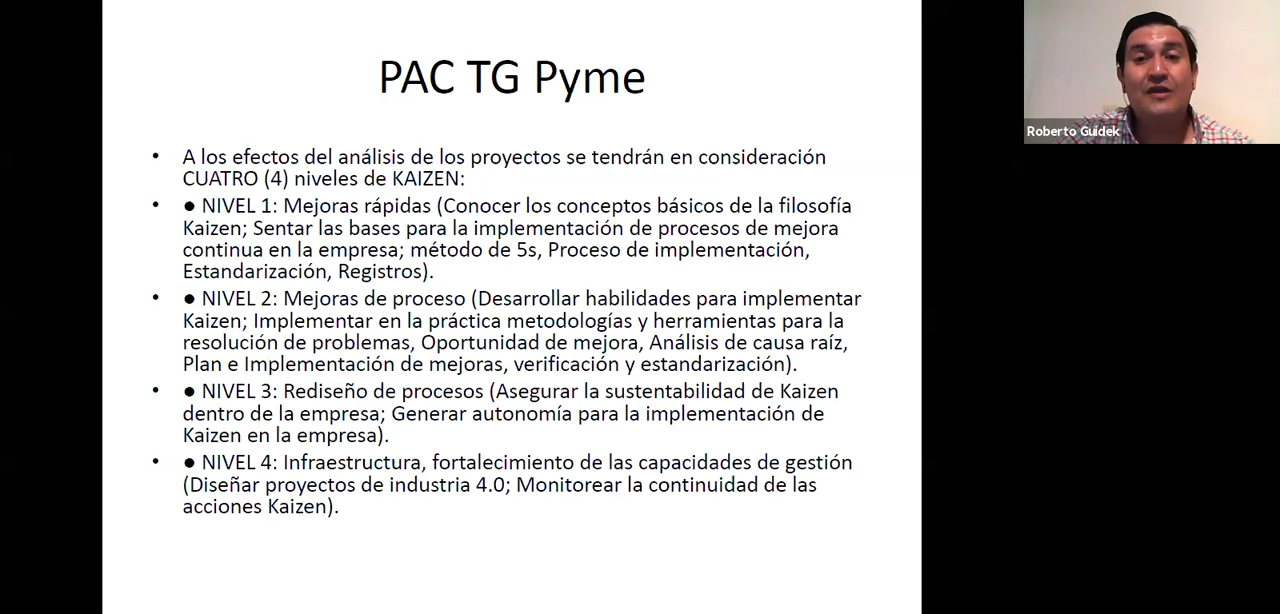 PAC TG Pyme
• A los efectos del análisis de los proyectos se tendrán en consideración
CUATRO (4) niveles de KAIZEN:
• ● NIVEL 1: Mejoras rápidas (Conocer los conceptos básicos de la filosofía
Kaizen; Sentar las bases para la implementación de procesos de mejora
continua en la empresa; método de 5s, Proceso de implementación,
Estandarización, Registros).
• ● NIVEL 2: Mejoras de proceso (Desarrollar habilidades para implementar
Kaizen; Implementar en la práctica metodologías y herramientas para la
resolución de problemas, Oportunidad de mejora, Análisis de causa raíz,
Plan e Implementación de mejoras, verificación y estandarización).
• ● NIVEL 3: Rediseño de procesos (Asegurar la sustentabilidad de Kaizen
dentro de la empresa; Generar autonomía para la implementación de
Kaizen en la empresa).
• ● NIVEL 4: Infraestructura, fortalecimiento de las capacidades de gestión
(Diseñar proyectos de industria 4.0; Monitorear la continuidad de las
acciones Kaizen).
Roberto Guidek